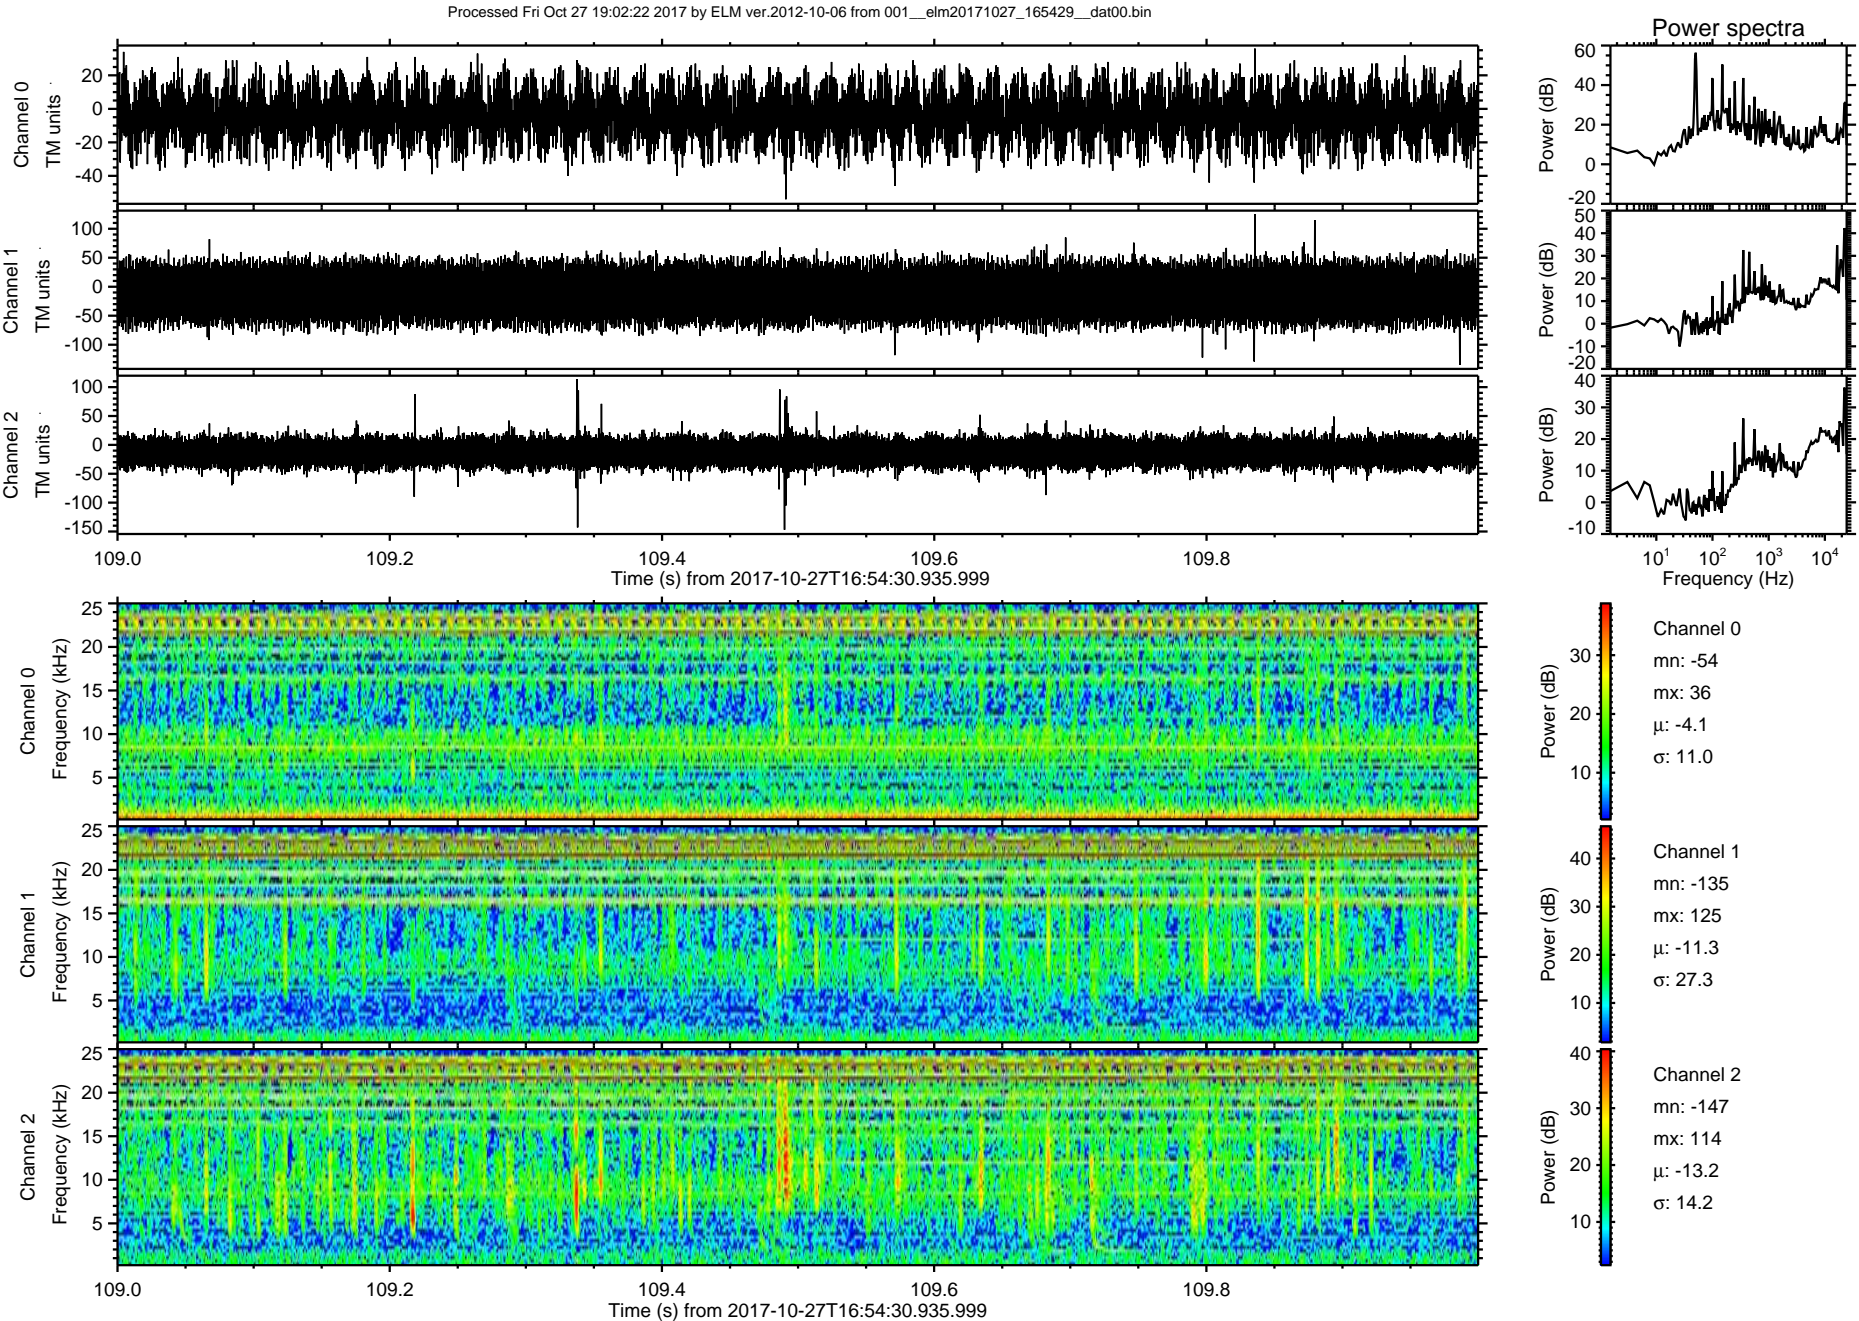 Processed Fri Oct 27 19:02:22 2017 by ELM ver.2012-10-06 from 001__elm20171027_165429__dat00.bin
Power spectra
Channel 0
TM units
20
0
-20
-40
Power (dB)
60
40
20
0
-20
Channel 1
TM units
100
50
0
-50
-100
Power (dB)
50
40
30
20
10
0
-10
-20
Channel 2
TM units
100
50
0
-50
-100
-150
Power (dB)
40
30
20
10
0
-10
109.0 109.2 109.4 109.6 109.8
Time (s) from 2017-10-27T16:54:30.935.999
10¹ 10² 10³ 10⁴
Frequency (Hz)
Channel 0
Frequency (kHz)
25
20
15
10
5
Power (dB)
30
20
10
Channel 0
mn: -54
mx: 36
μ: -4.1
σ: 11.0
Channel 1
Frequency (kHz)
25
20
15
10
5
Power (dB)
40
30
20
10
Channel 1
mn: -135
mx: 125
μ: -11.3
σ: 27.3
Channel 2
Frequency (kHz)
25
20
15
10
5
Power (dB)
40
30
20
10
Channel 2
mn: -147
mx: 114
μ: -13.2
σ: 14.2
109.0 109.2 109.4 109.6 109.8
Time (s) from 2017-10-27T16:54:30.935.999